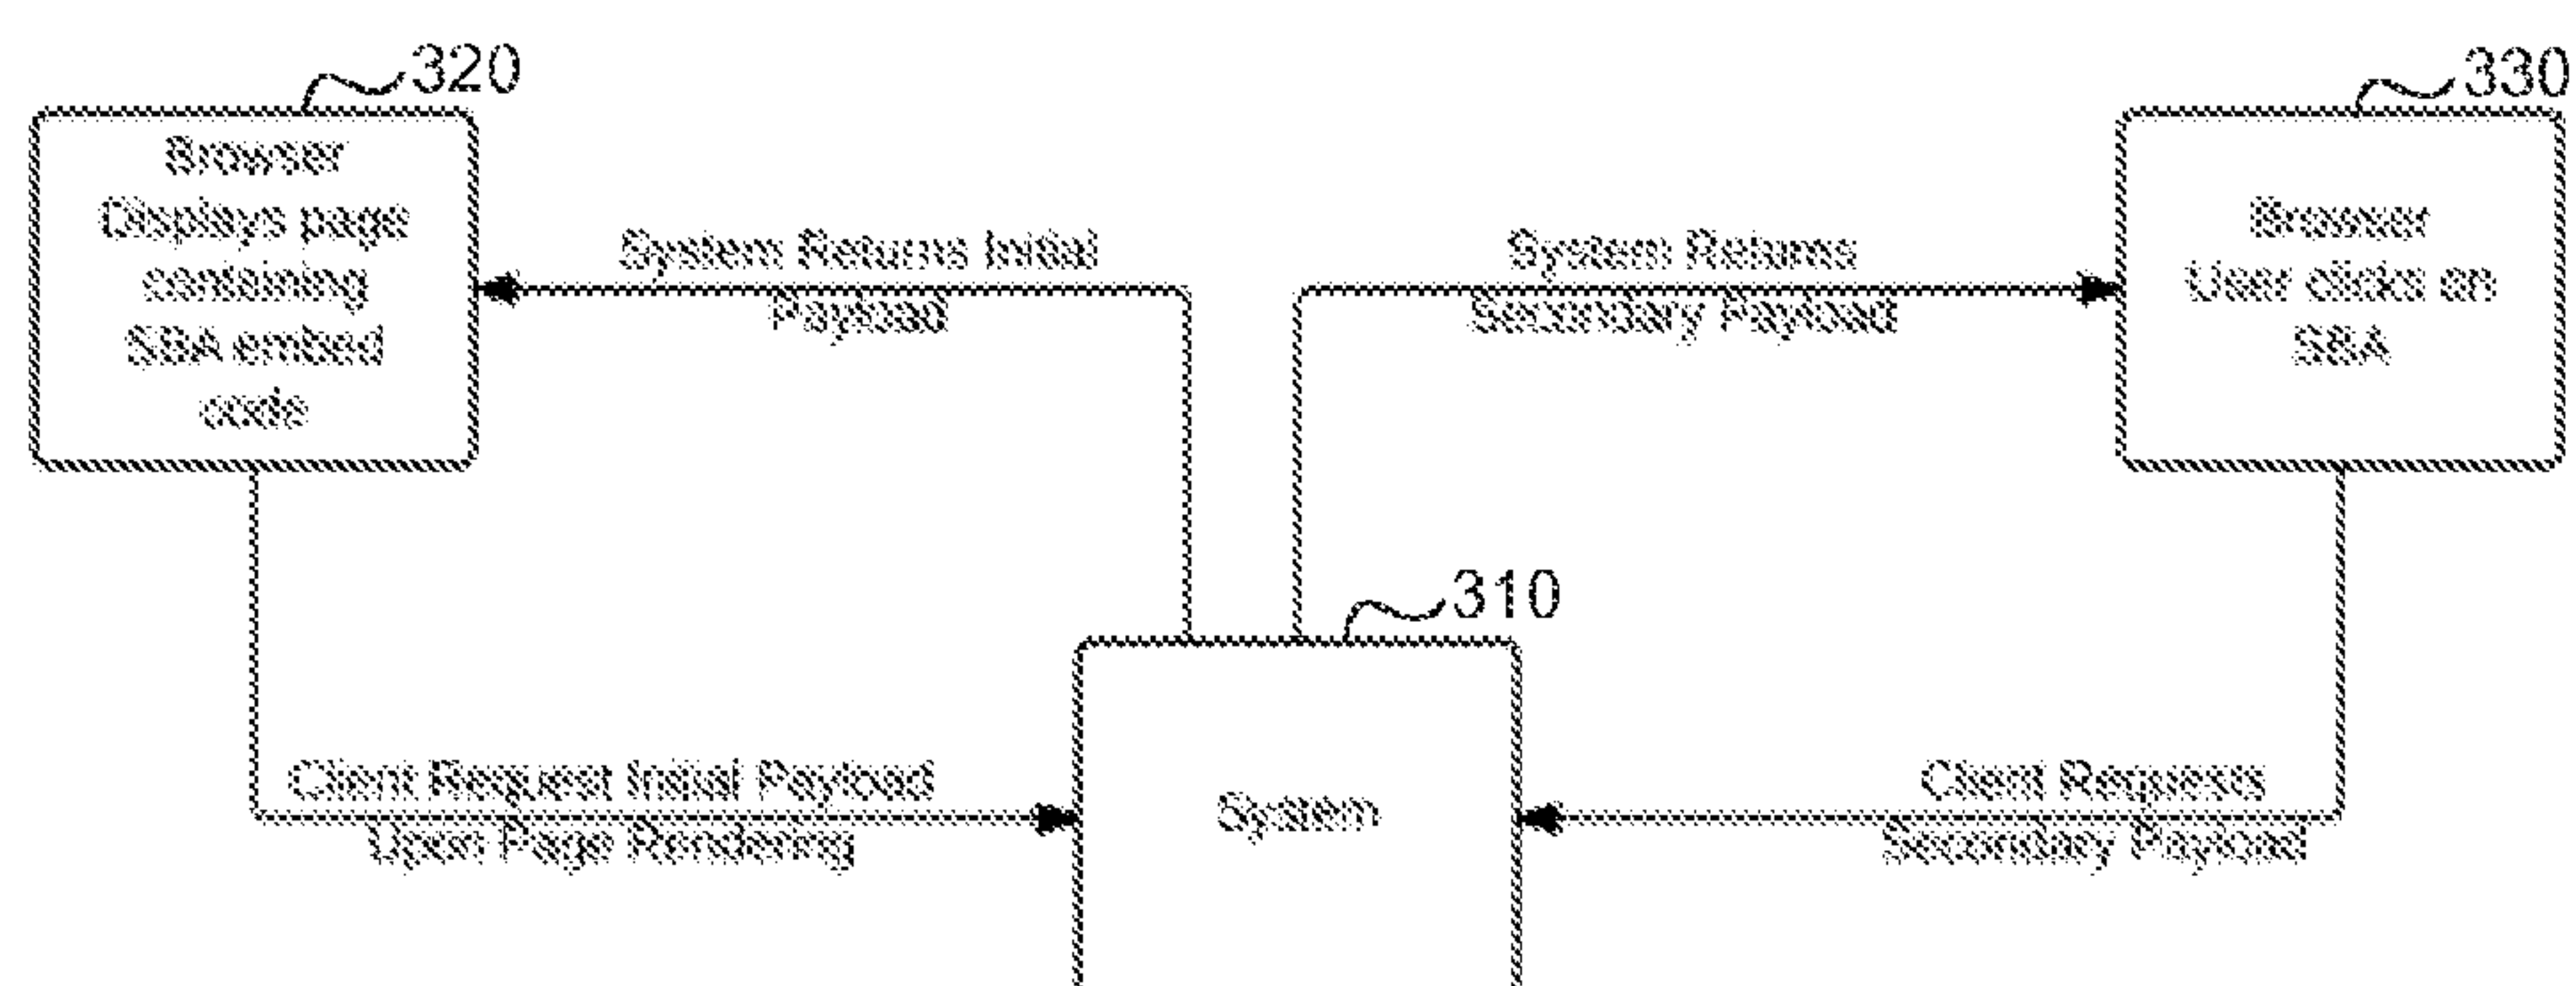 320
330
Browser
Displays page
containing
SBA embed
code
System Returns Initial
Payload
System Returns
Secondary Payload
Browser
User clicks on
SBA
310
Client Request Initial Payload
Upon Page Rendering
System
Client Requests
Secondary Payload